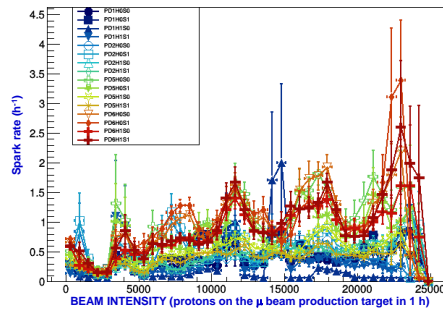 4.5
4
3.5
3
2.5
2
1.5
1
0.5
0
Spark rate (h⁻¹)
PD1H0S0
PD1H0S1
PD1H1S0
PD1H1S1
PD2H0S0
PD2H0S1
PD2H1S0
PD2H1S1
PD5H0S0
PD5H0S1
PD5H1S0
PD5H1S1
PD6H0S0
PD6H0S1
PD6H1S0
PD6H1S1
0 5000 10000 15000 20000 25000
BEAM INTENSITY (protons on the μ beam production target in 1 h)